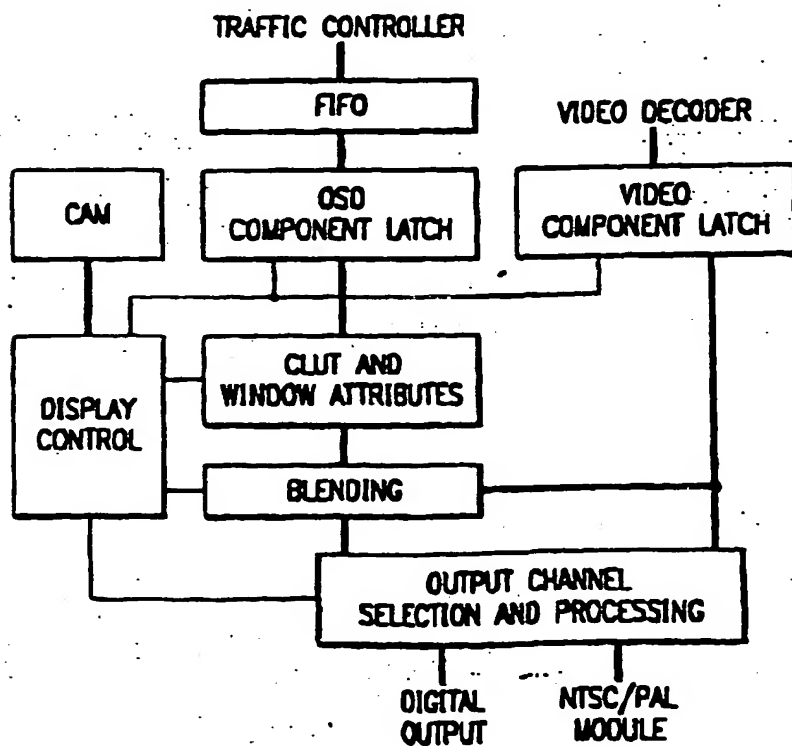 TRAFFIC CONTROLLER
FIFO
VIDEO DECODER
CAM
OSD
COMPONENT LATCH
VIDEO
COMPONENT LATCH
DISPLAY
CONTROL
CLUT AND
WINDOW ATTRIBUTES
BLENDING
OUTPUT CHANNEL
SELECTION AND PROCESSING
DIGITAL
OUTPUT
NTSC/PAL
MODULE